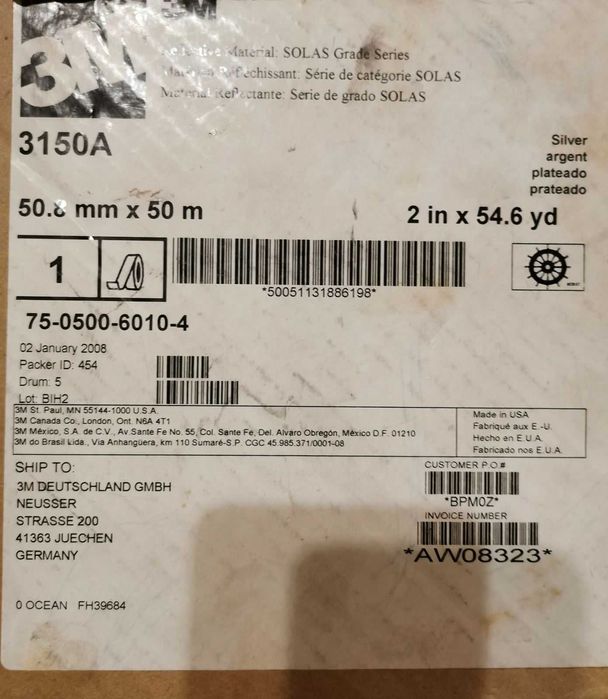 3M
3M
Reflective Material: SOLAS Grade Series
Réfléchissant: Série de catégorie SOLAS
Material Reflectante: Serie de grado SOLAS
3150A
Silver
argent
plateado
prateado
50.8 mm x 50 m
2 in x 54.6 yd
1
*50051131886198*
75-0500-6010-4
02 January 2008
Packer ID: 454
Drum: 5
Lot: BIH2
3M St. Paul, MN 55144-1000 U.S.A.
3M Canada Co., London, Ont. N6A 4T1
3M México, S.A. de C.V., Av.Sante Fe No. 55, Col. Sante Fe, Del. Alvaro Obregón, México D.F. 01210
3M do Brasil Ltda., Via Anhangüera, km 110 Sumaré-S.P. CGC 45.985.371/0001-08
Made in USA
Fabriqué aux E.-U.
Hecho en E.U.A.
Fabricado nos E.U.A.
SHIP TO:
3M DEUTSCHLAND GMBH
NEUSSER
STRASSE 200
41363 JUECHEN
GERMANY
CUSTOMER P.O.#
*BPM0Z*
INVOICE NUMBER
*AW08323*
0 OCEAN FH39684